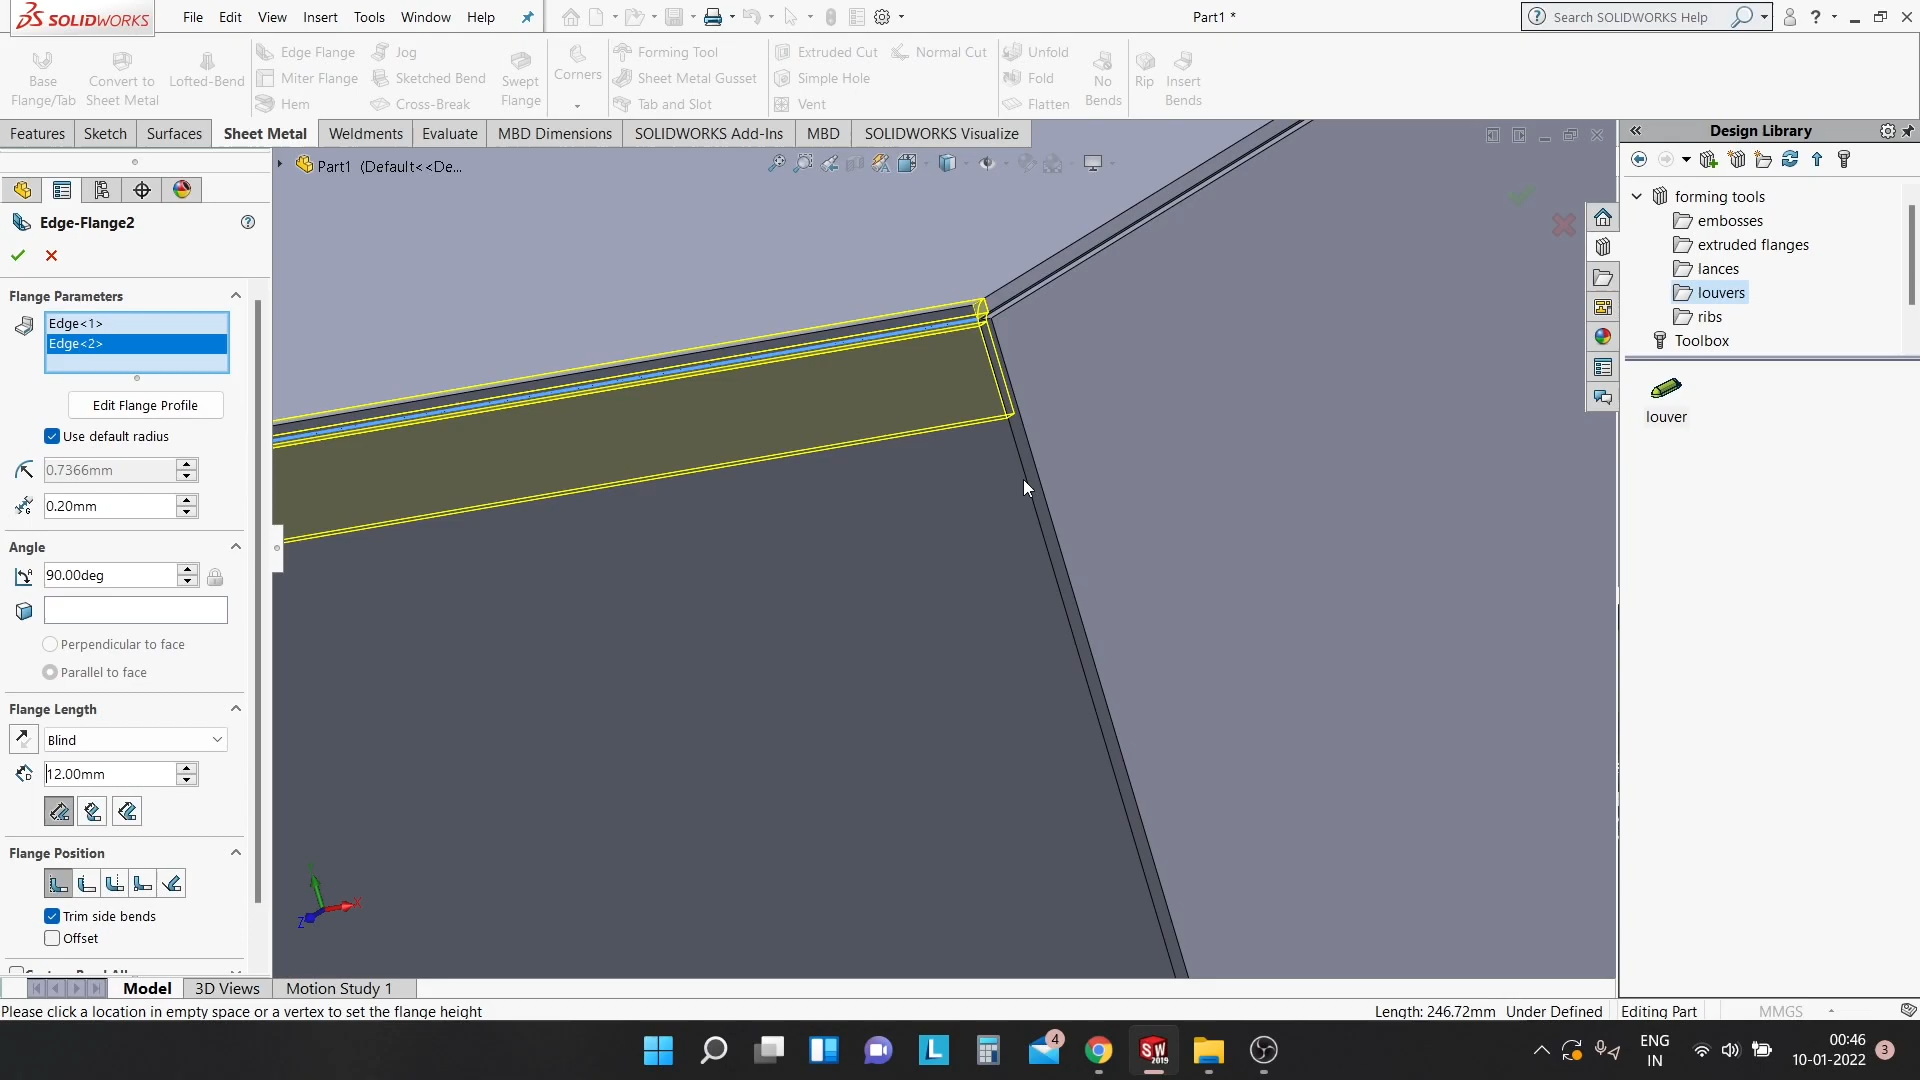 SOLIDWORKS
File Edit View Insert Tools Window Help
Part1 *
Search SOLIDWORKS Help
Base Flange/Tab
Convert to Sheet Metal
Lofted-Bend
Edge Flange
Miter Flange
Hem
Jog
Sketched Bend
Cross-Break
Swept Flange
Corners
Forming Tool
Sheet Metal Gusset
Tab and Slot
Extruded Cut
Simple Hole
Vent
Normal Cut
Unfold
Fold
Flatten
No Bends
Rip
Insert Bends
Features Sketch Surfaces Sheet Metal Weldments Evaluate MBD Dimensions SOLIDWORKS Add-Ins MBD SOLIDWORKS Visualize
Part1 (Default<<De...
Edge-Flange2
Flange Parameters
Edge<1>
Edge<2>
Edit Flange Profile
Use default radius
0.7366mm
0.20mm
Angle
90.00deg
Perpendicular to face
Parallel to face
Flange Length
Blind
12.00mm
Flange Position
Trim side bends
Offset
X
Z
Design Library
forming tools
embosses
extruded flanges
lances
louvers
ribs
Toolbox
louver
Model 3D Views Motion Study 1
Please click a location in empty space or a vertex to set the flange height
Length: 246.72mm Under Defined Editing Part MMGS
4
L
SW
2019
ENG
IN
00:46
10-01-2022
3